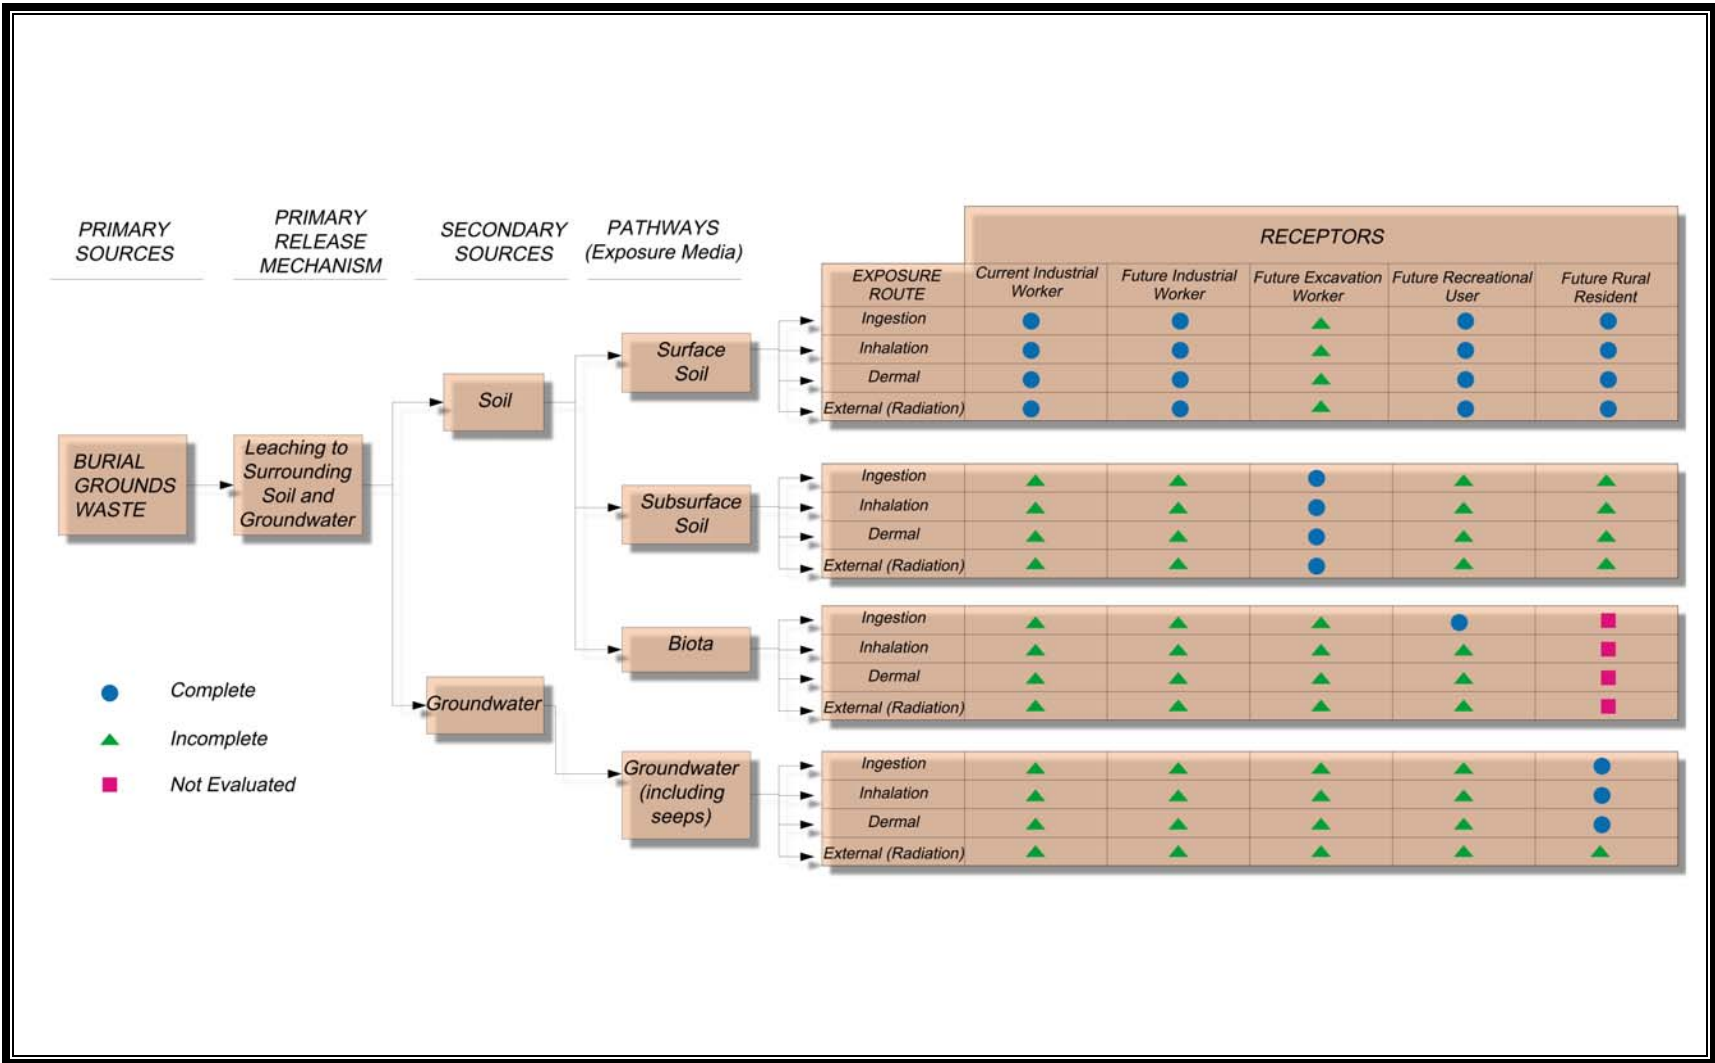 PRIMARY
SOURCES
PRIMARY
RELEASE
MECHANISM
SECONDARY
SOURCES
PATHWAYS
(Exposure Media)
RECEPTORS
EXPOSURE
ROUTE
Current Industrial
Worker
Future Industrial
Worker
Future Excavation
Worker
Future Recreational
User
Future Rural
Resident
BURIAL
GROUNDS
WASTE
Leaching to
Surrounding
Soil and
Groundwater
Soil
Groundwater
Surface
Soil
Ingestion
Inhalation
Dermal
External (Radiation)
Subsurface
Soil
Ingestion
Inhalation
Dermal
External (Radiation)
Biota
Ingestion
Inhalation
Dermal
External (Radiation)
Groundwater
(including
seeps)
Ingestion
Inhalation
Dermal
External (Radiation)
Complete
Incomplete
Not Evaluated